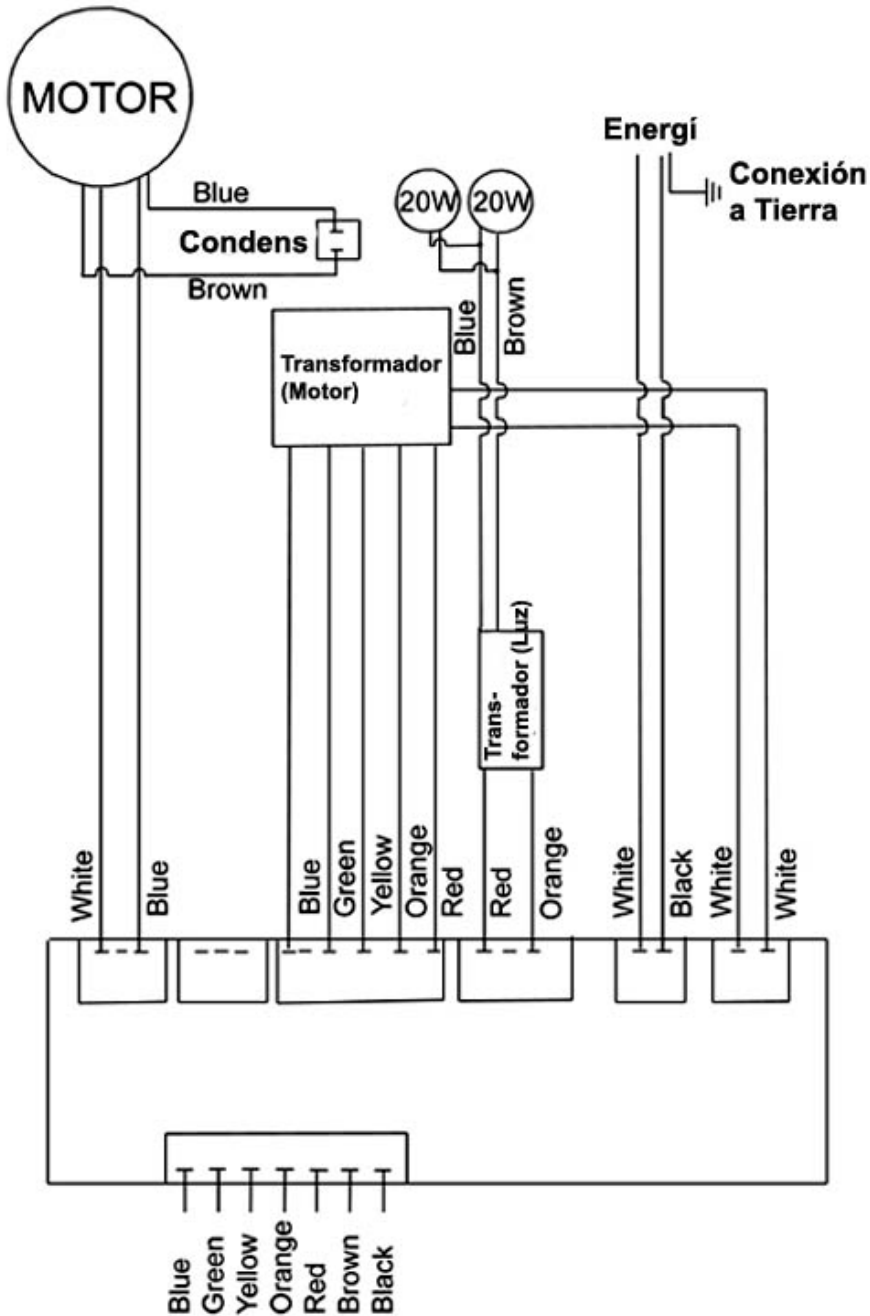 MOTOR
Energí
Conexión
a Tierra
Blue
20W
20W
Condens
Brown
Blue
Brown
Transformador
(Motor)
Trans-
formador (Luz)
White
Blue
Blue
Green
Yellow
Orange
Red
Red
Orange
White
Black
White
White
Blue
Green
Yellow
Orange
Red
Brown
Black